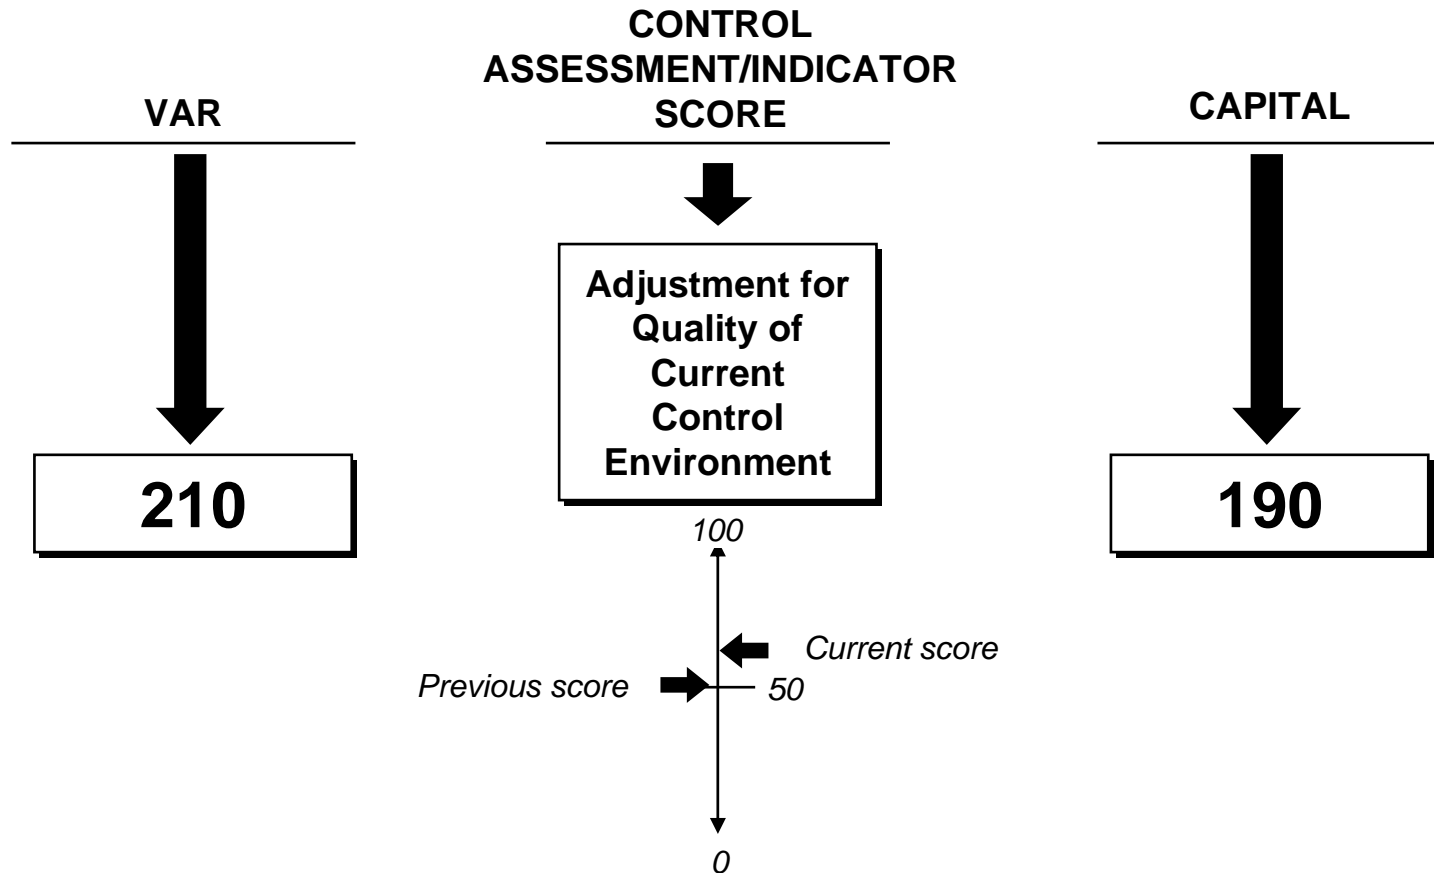 VAR
CONTROL
ASSESSMENT/INDICATOR
SCORE
CAPITAL
210
Adjustment for
Quality of
Current
Control
Environment
190
100
Current score
Previous score
50
0